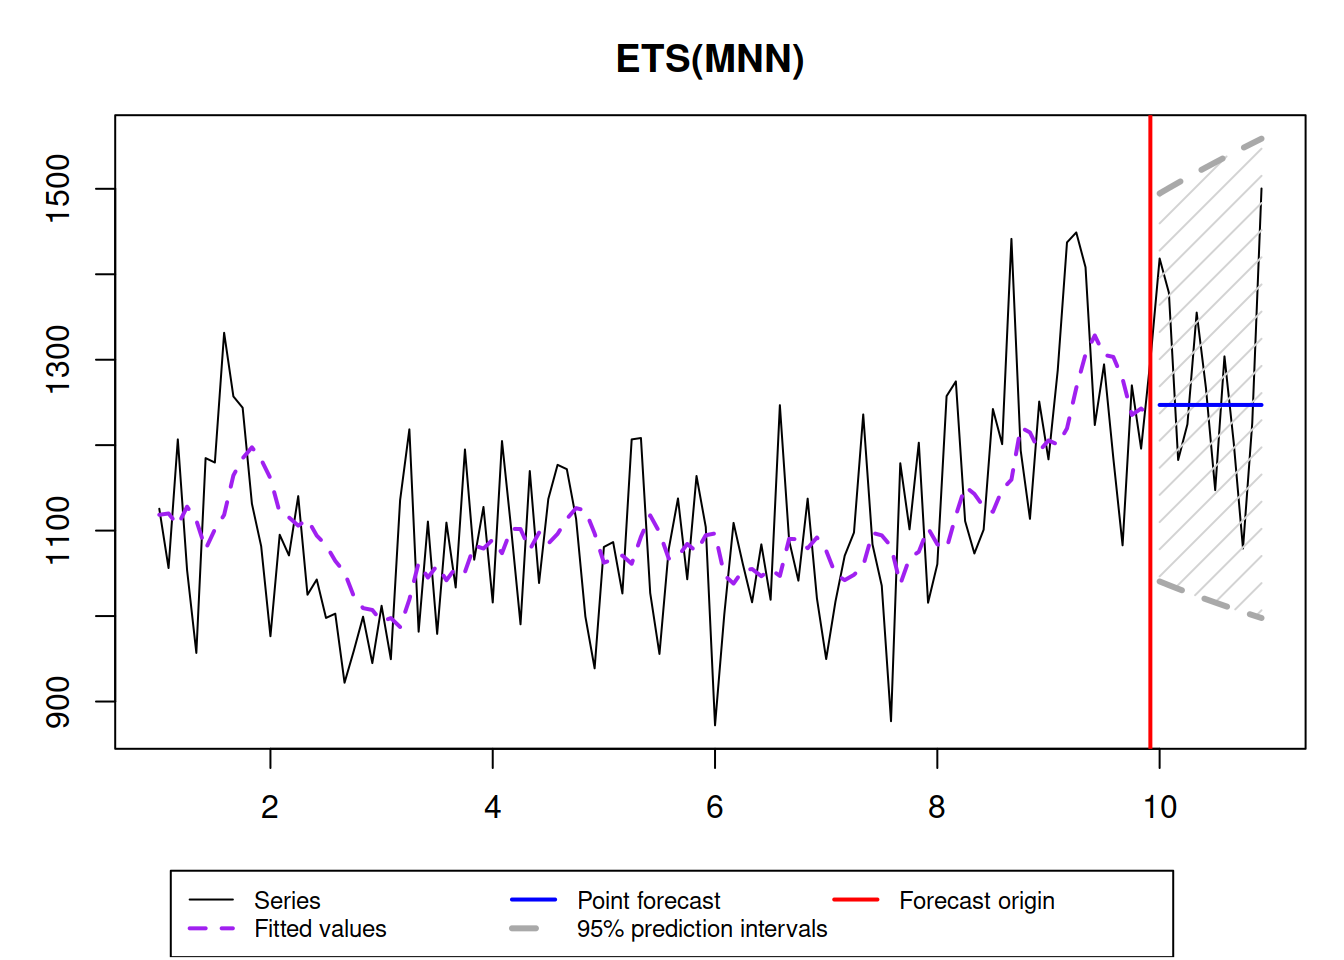 ETS(MNN)
1500
1300
1100
900
2 4 6 8 10
Series Point forecast Forecast origin
Fitted values 95% prediction intervals